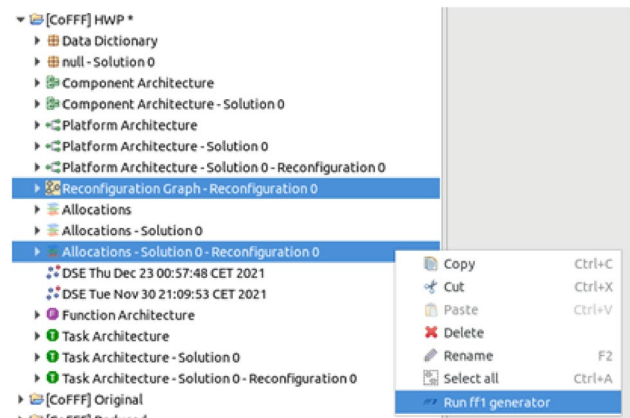 [CoFFF] HWP *
Data Dictionary
null - Solution 0
Component Architecture
Component Architecture - Solution 0
Platform Architecture
Platform Architecture - Solution 0
Platform Architecture - Solution 0 - Reconfiguration 0
Reconfiguration Graph - Reconfiguration 0
Allocations
Allocations - Solution 0
Allocations - Solution 0 - Reconfiguration 0
DSE Thu Dec 23 00:57:48 CET 2021
DSE Tue Nov 30 21:09:53 CET 2021
Function Architecture
Task Architecture
Task Architecture - Solution 0
Task Architecture - Solution 0 - Reconfiguration 0
[CoFFF] Original
Copy Ctrl+C
Cut Ctrl+X
Paste Ctrl+V
Delete
Rename F2
Select all Ctrl+A
Run ff1 generator